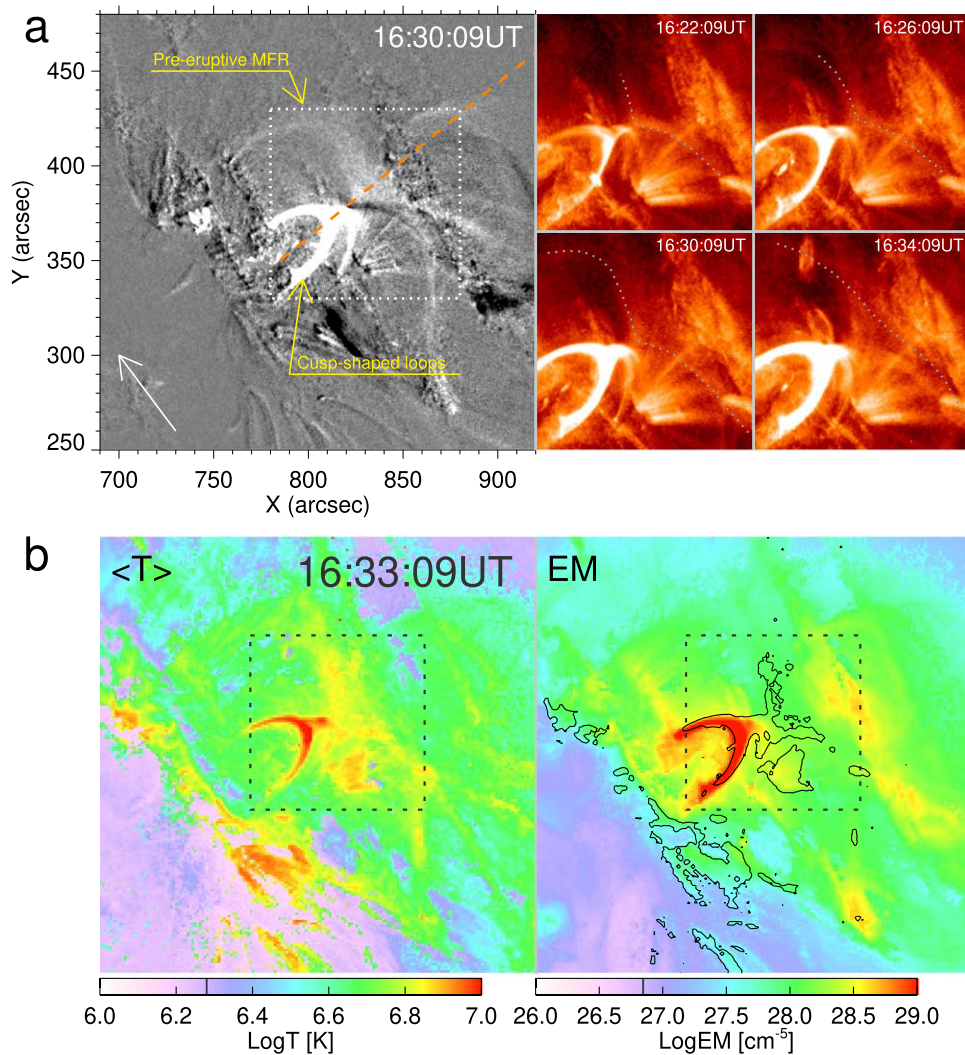 a
16:30:09UT
16:22:09UT
16:26:09UT
Pre-eruptive MFR
450
400
350
300
250
Y (arcsec)
Cusp-shaped loops
16:30:09UT
16:34:09UT
700 750 800 850 900
X (arcsec)
b
<T>
16:33:09UT
EM
6.0 6.2 6.4 6.6 6.8 7.0
LogT [K]
26.0 26.5 27.0 27.5 28.0 28.5 29.0
LogEM [cm⁻⁵]